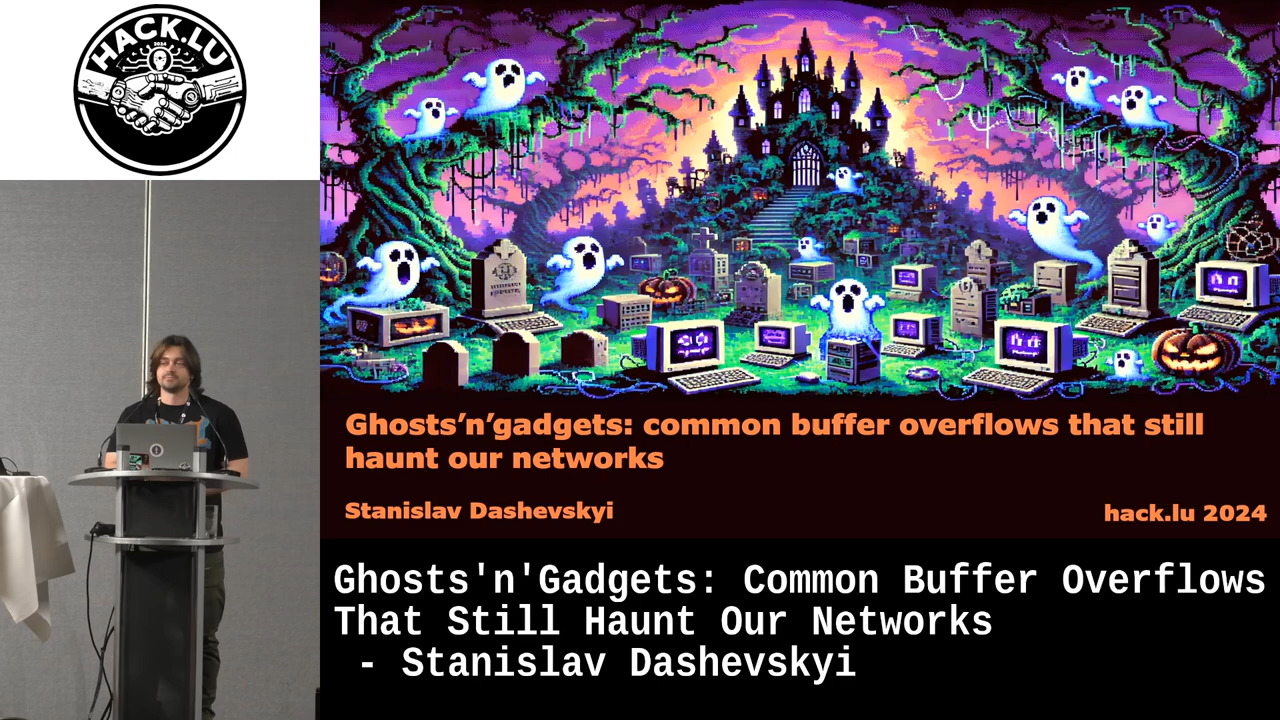 HACK.LU
2024
Ghosts'n'gadgets: common buffer overflows that still
haunt our networks
Stanislav Dashevskyi
hack.lu 2024
Ghosts'n'Gadgets: Common Buffer Overflows
That Still Haunt Our Networks
- Stanislav Dashevskyi